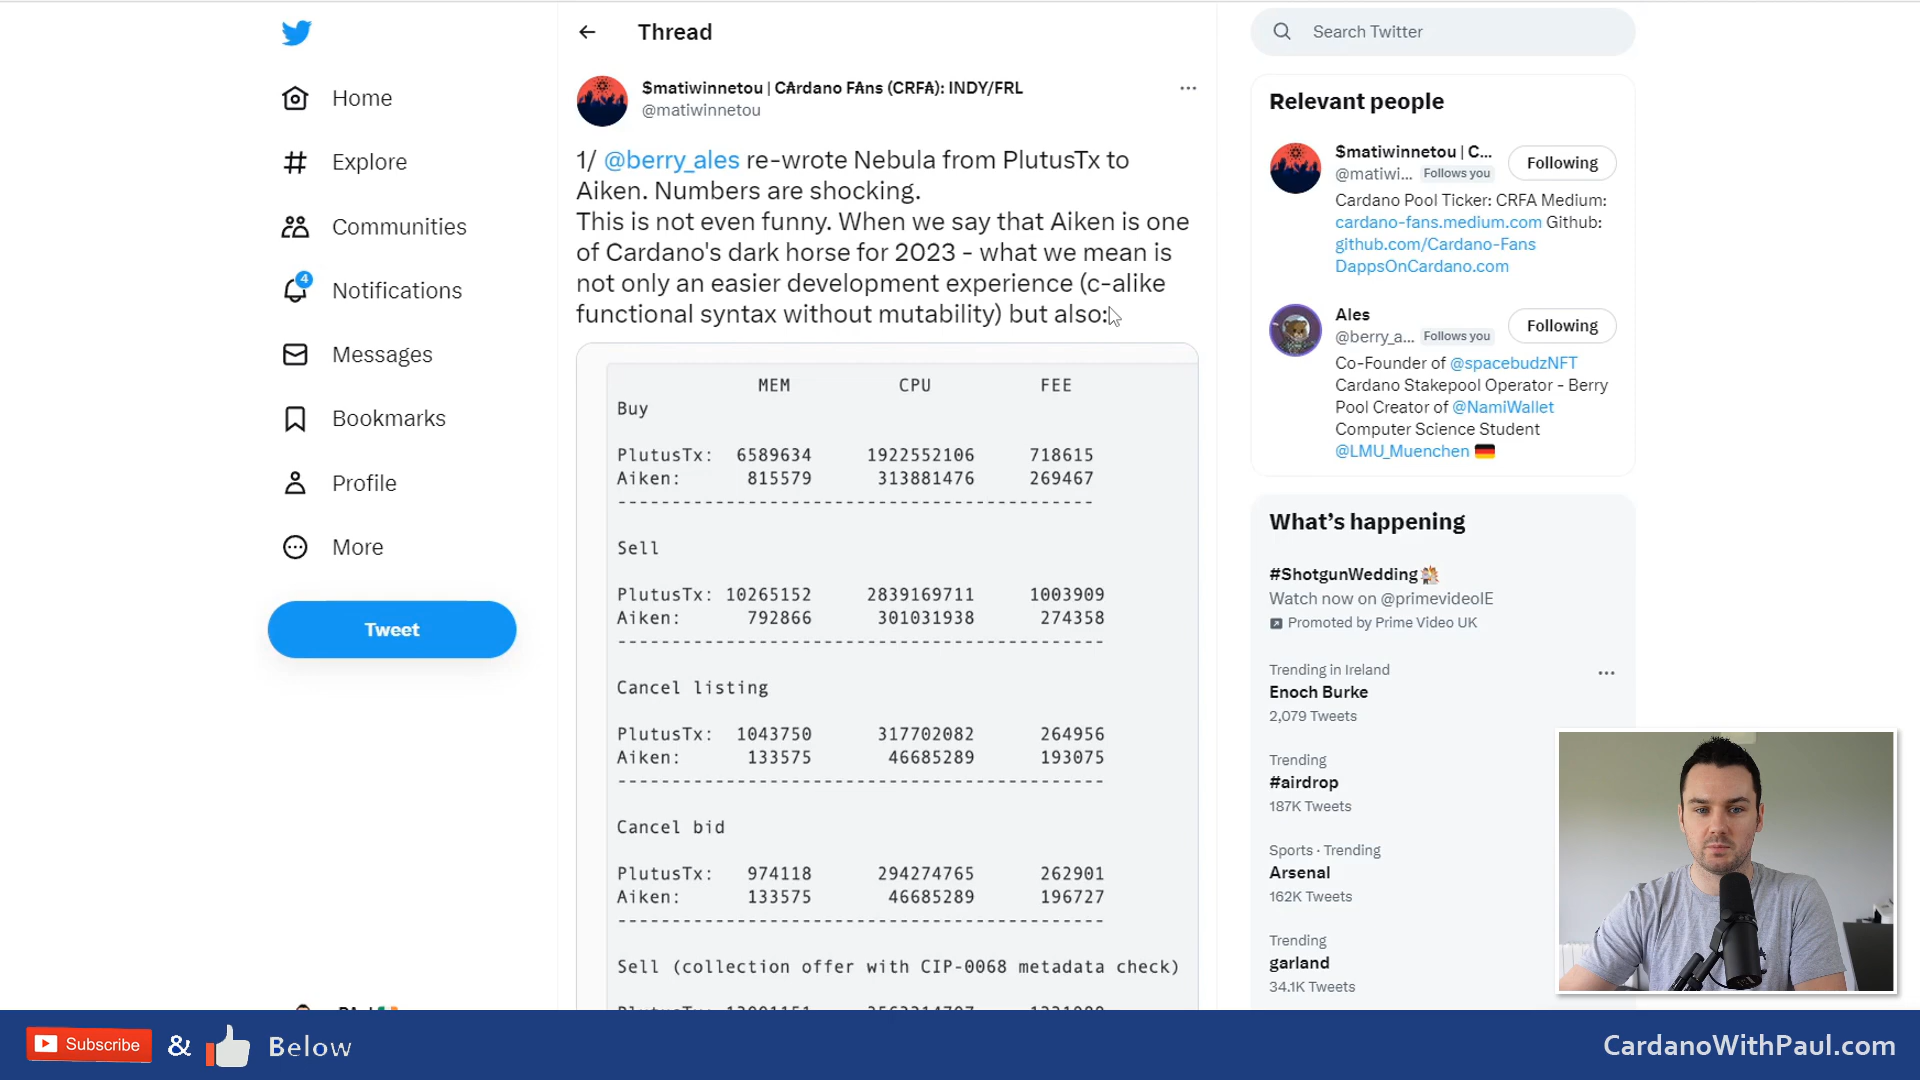 Thread
Search Twitter
Home
Explore
Communities
4
Notifications
Messages
Bookmarks
Profile
More
Tweet
$matiwinnetou | C₳rdano F₳ns (CRF₳): INDY/FRL
@matiwinnetou
1/ @berry_ales re-wrote Nebula from PlutusTx to
Aiken. Numbers are shocking.
This is not even funny. When we say that Aiken is one
of Cardano's dark horse for 2023 - what we mean is
not only an easier development experience (c-alike
functional syntax without mutability) but also:
MEM CPU FEE
Buy
PlutusTx: 6589634 1922552106 718615
Aiken: 815579 313881476 269467
---------------------------------------------
Sell
PlutusTx: 10265152 2839169711 1003909
Aiken: 792866 301031938 274358
---------------------------------------------
Cancel listing
PlutusTx: 1043750 317702082 264956
Aiken: 133575 46685289 193075
---------------------------------------------
Cancel bid
PlutusTx: 974118 294274765 262901
Aiken: 133575 46685289 196727
---------------------------------------------
Sell (collection offer with CIP-0068 metadata check)
Relevant people
$matiwinnetou | C...
Following
@matiwi... Follows you
Cardano Pool Ticker: CRFA Medium:
cardano-fans.medium.com Github:
github.com/Cardano-Fans
DappsOnCardano.com
Ales
Following
@berry_a... Follows you
Co-Founder of @spacebudzNFT
Cardano Stakepool Operator - Berry
Pool Creator of @NamiWallet
Computer Science Student
@LMU_Muenchen
What’s happening
#ShotgunWedding
Watch now on @primevideoIE
Promoted by Prime Video UK
Trending in Ireland
Enoch Burke
2,079 Tweets
Trending
#airdrop
187K Tweets
Sports · Trending
Arsenal
162K Tweets
Trending
garland
34.1K Tweets
Subscribe & Below
CardanoWithPaul.com